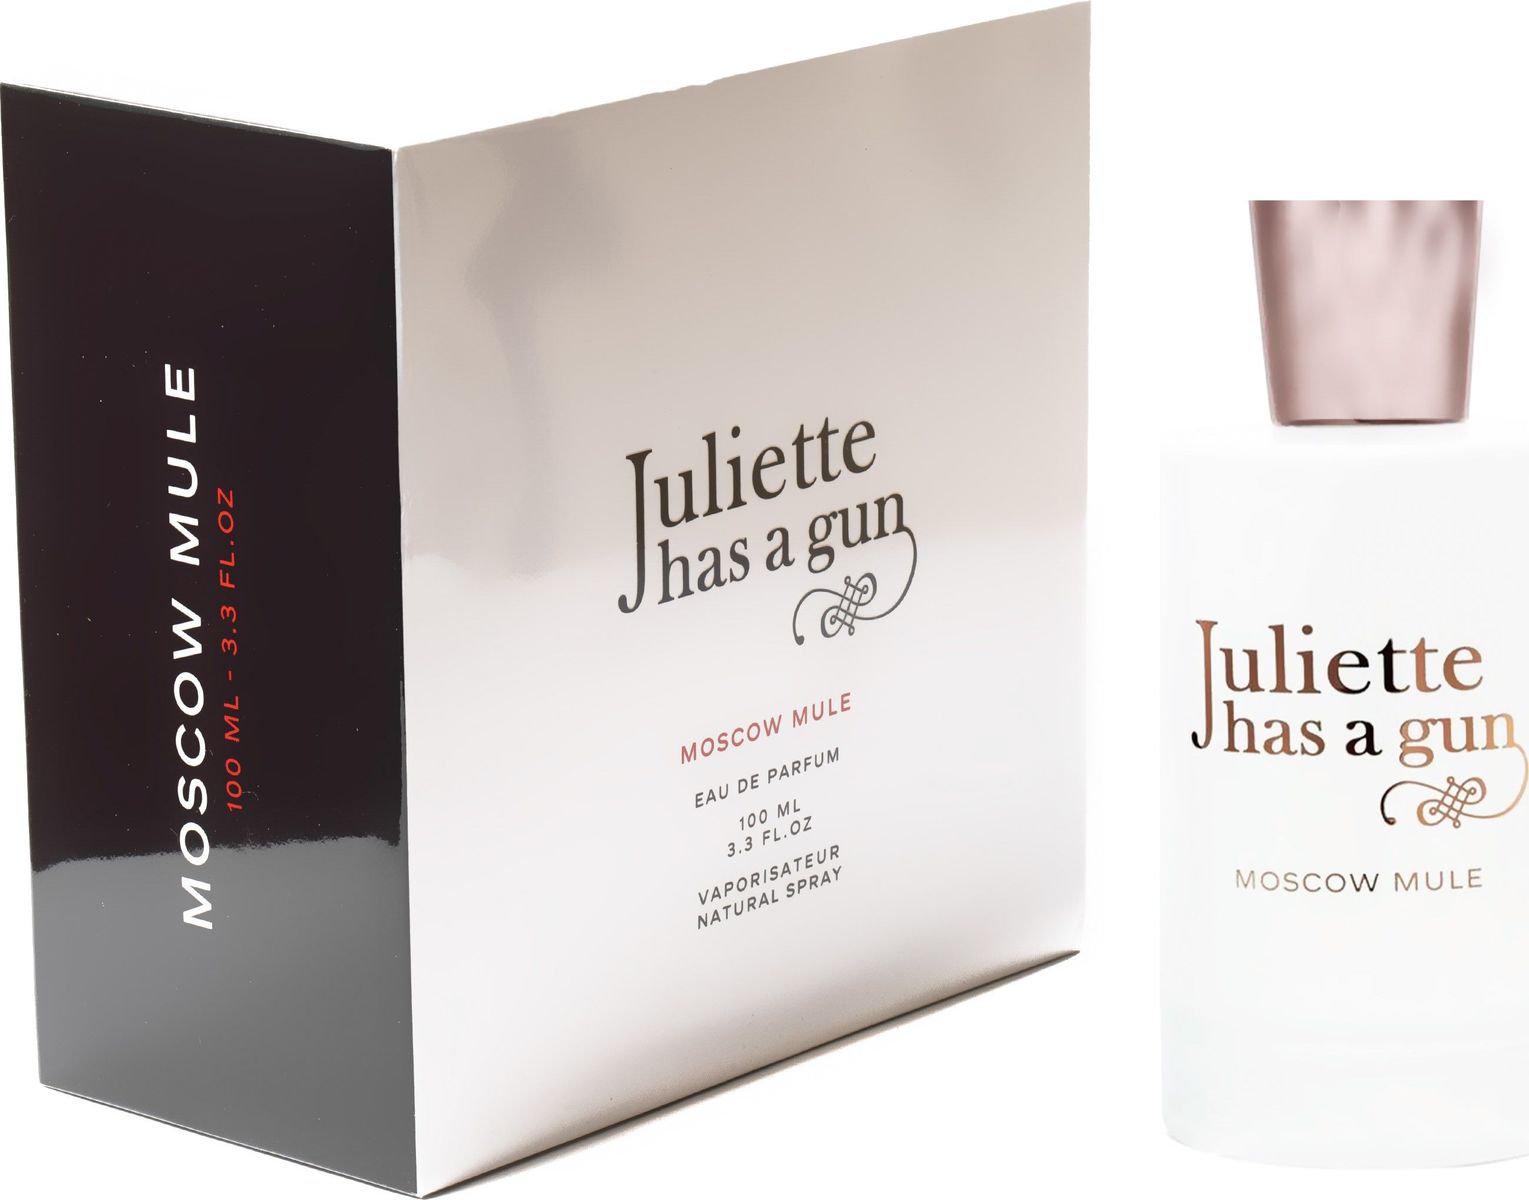 MOSCOW MULE
100 ML - 3.3 FL.OZ
Juliette
has a gun
MOSCOW MULE
EAU DE PARFUM
100 ML
3.3 FL.OZ
VAPORISATEUR
NATURAL SPRAY
Juliette
has a gun
MOSCOW MULE